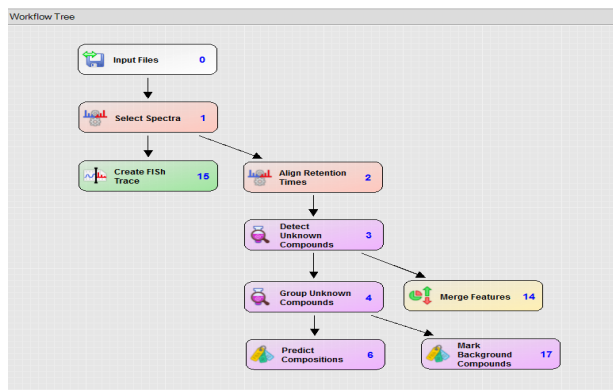 Workflow Tree
Input Files 0
Select Spectra 1
Create FISh
Trace 15
Align Retention
Times 2
Detect
Unknown
Compounds 3
Group Unknown
Compounds 4
Merge Features 14
Predict
Compositions 6
Mark
Background
Compounds 17